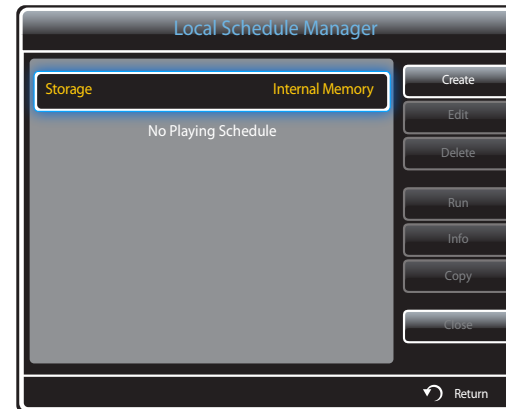 Local Schedule Manager
Storage Internal Memory
No Playing Schedule
Create
Edit
Delete
Run
Info
Copy
Close
Return